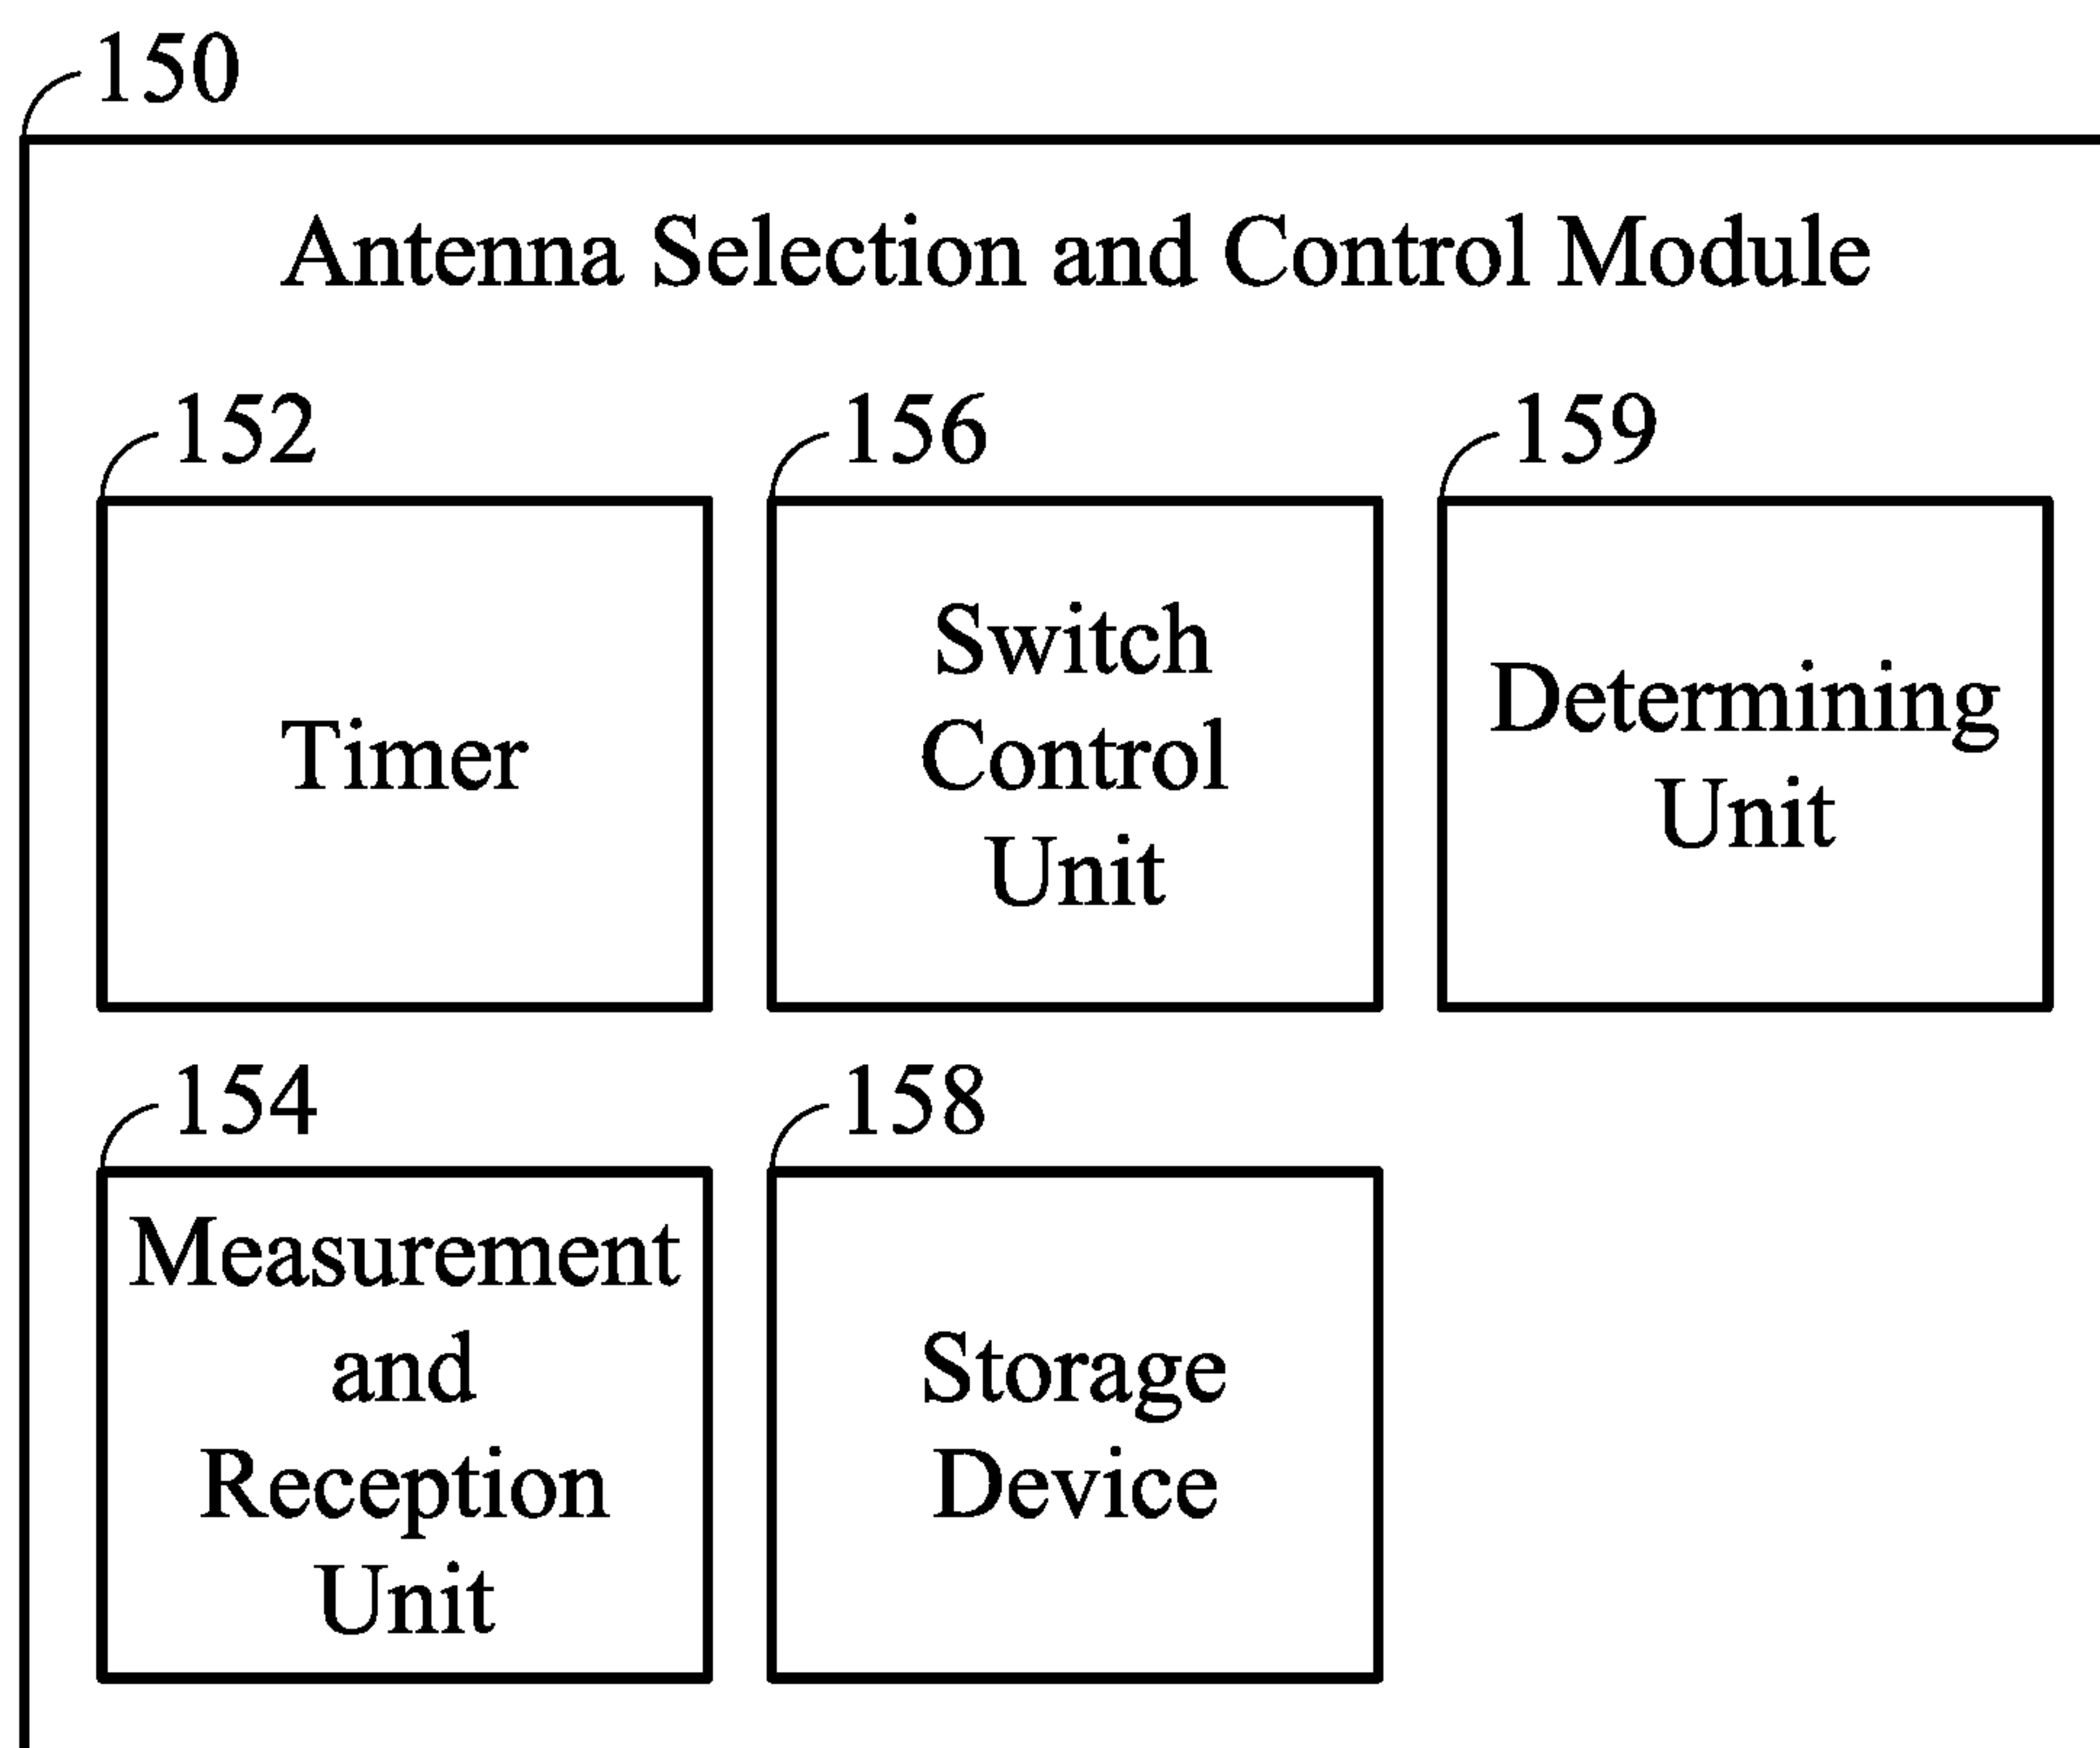 150
Antenna Selection and Control Module
152
156
159
Timer
Switch
Control
Unit
Determining
Unit
154
158
Measurement
and
Reception
Unit
Storage
Device